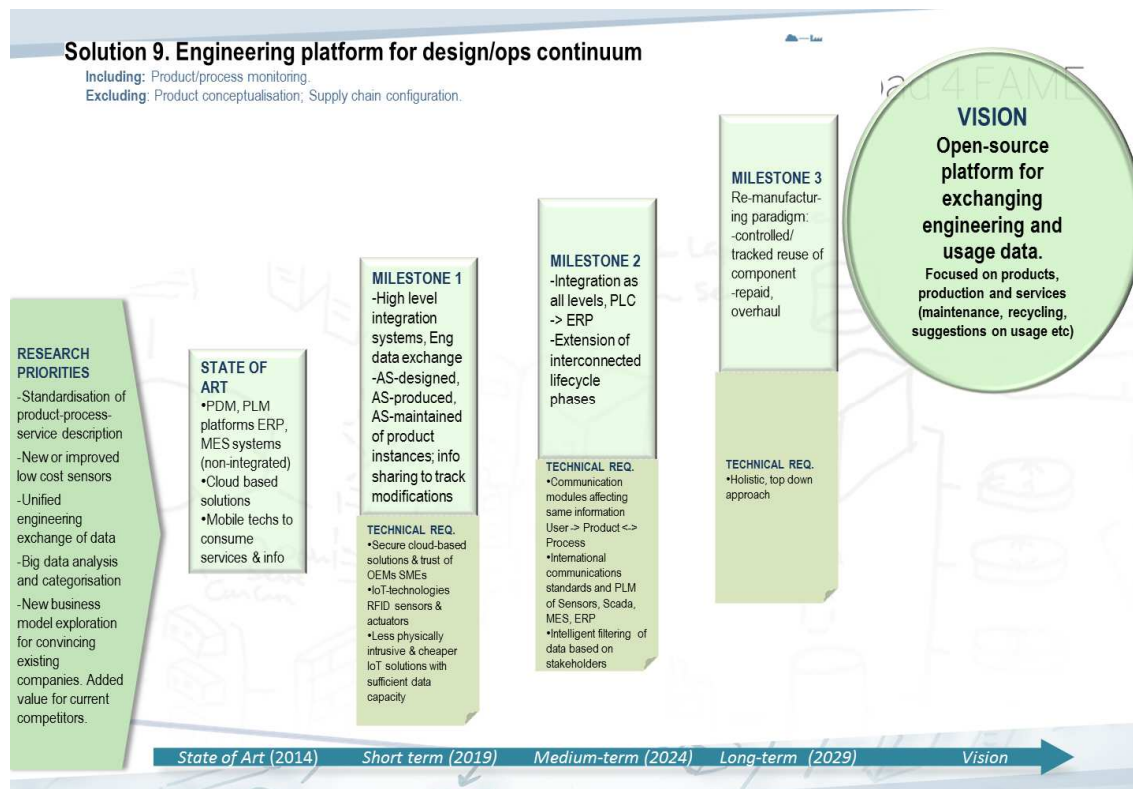 Solution 9. Engineering platform for design/ops continuum
Including: Product/process monitoring.
Excluding: Product conceptualisation; Supply chain configuration.
4FAME
VISION
Open-source
platform for
exchanging
engineering and
usage data.
Focused on products,
production and services
(maintenance, recycling,
suggestions on usage etc)
MILESTONE 3
Re-manufactur-
ing paradigm:
-controlled/
tracked reuse of
component
-repaid,
overhaul
TECHNICAL REQ.
•Holistic, top down
approach
MILESTONE 2
-Integration as
all levels, PLC
-> ERP
-Extension of
interconnected
lifecycle
phases
TECHNICAL REQ.
•Communication
modules affecting
same information
User -> Product <->
Process
•International
communications
standards and PLM
of Sensors, Scada,
MES, ERP
•Intelligent filtering of
data based on
stakeholders
MILESTONE 1
-High level
integration
systems, Eng
data exchange
-AS-designed,
AS-produced,
AS-maintained
of product
instances; info
sharing to track
modifications
TECHNICAL REQ.
•Secure cloud-based
solutions & trust of
OEMs SMEs
•IoT-technologies
RFID sensors &
actuators
•Less physically
intrusive & cheaper
IoT solutions with
sufficient data
capacity
STATE OF
ART
•PDM, PLM
platforms ERP,
MES systems
(non-integrated)
•Cloud based
solutions
•Mobile techs to
consume
services & info
RESEARCH
PRIORITIES
-Standardisation of
product-process-
service description
-New or improved
low cost sensors
-Unified
engineering
exchange of data
-Big data analysis
and categorisation
-New business
model exploration
for convincing
existing
companies. Added
value for current
competitors.
State of Art (2014) Short term (2019) Medium-term (2024) Long-term (2029) Vision